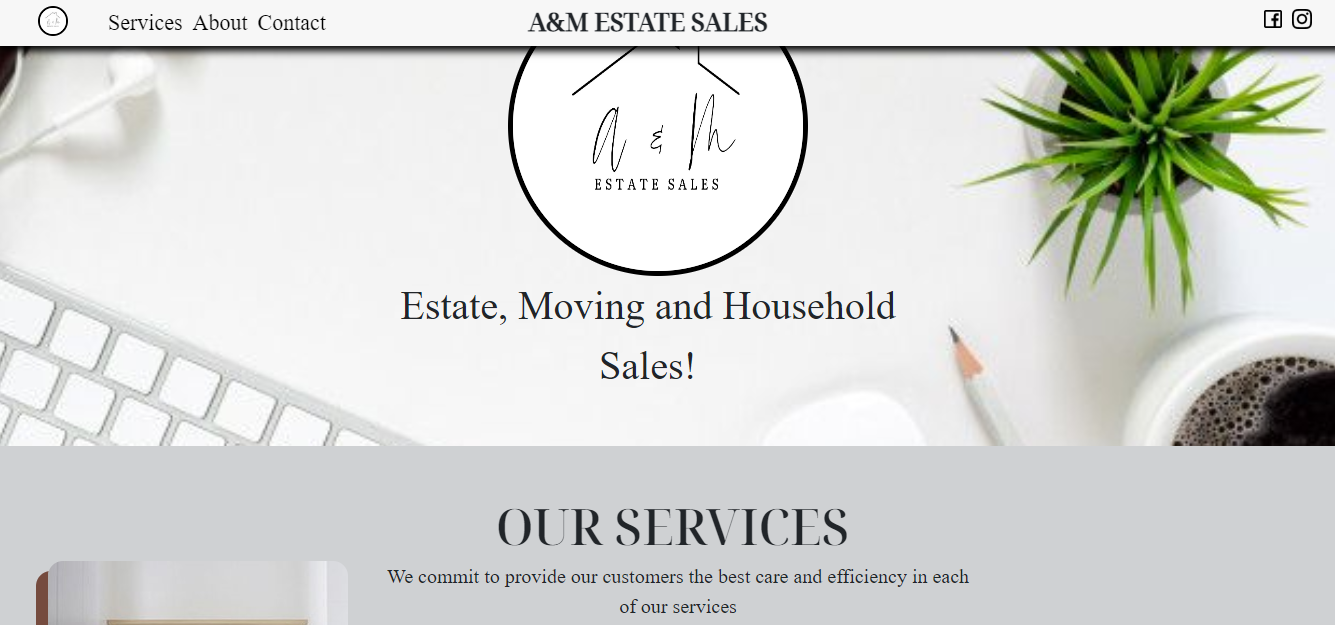 Services About Contact
A&M ESTATE SALES
a & m
ESTATE SALES
Estate, Moving and Household
Sales!
OUR SERVICES
We commit to provide our customers the best care and efficiency in each
of our services